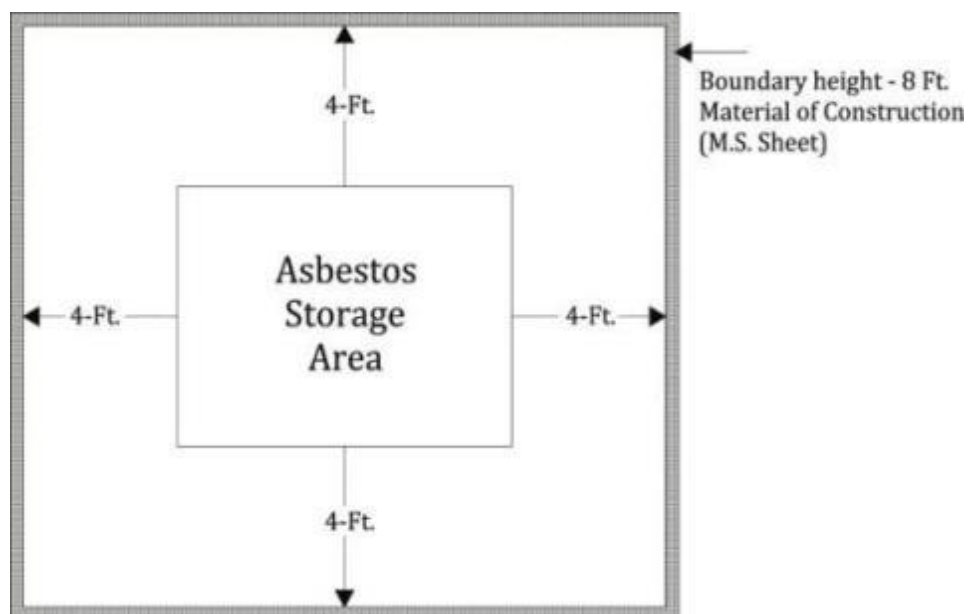 4-Ft.
Boundary height - 8 Ft.
Material of Construction
(M.S. Sheet)
Asbestos
Storage
Area
4-Ft.
4-Ft.
4-Ft.